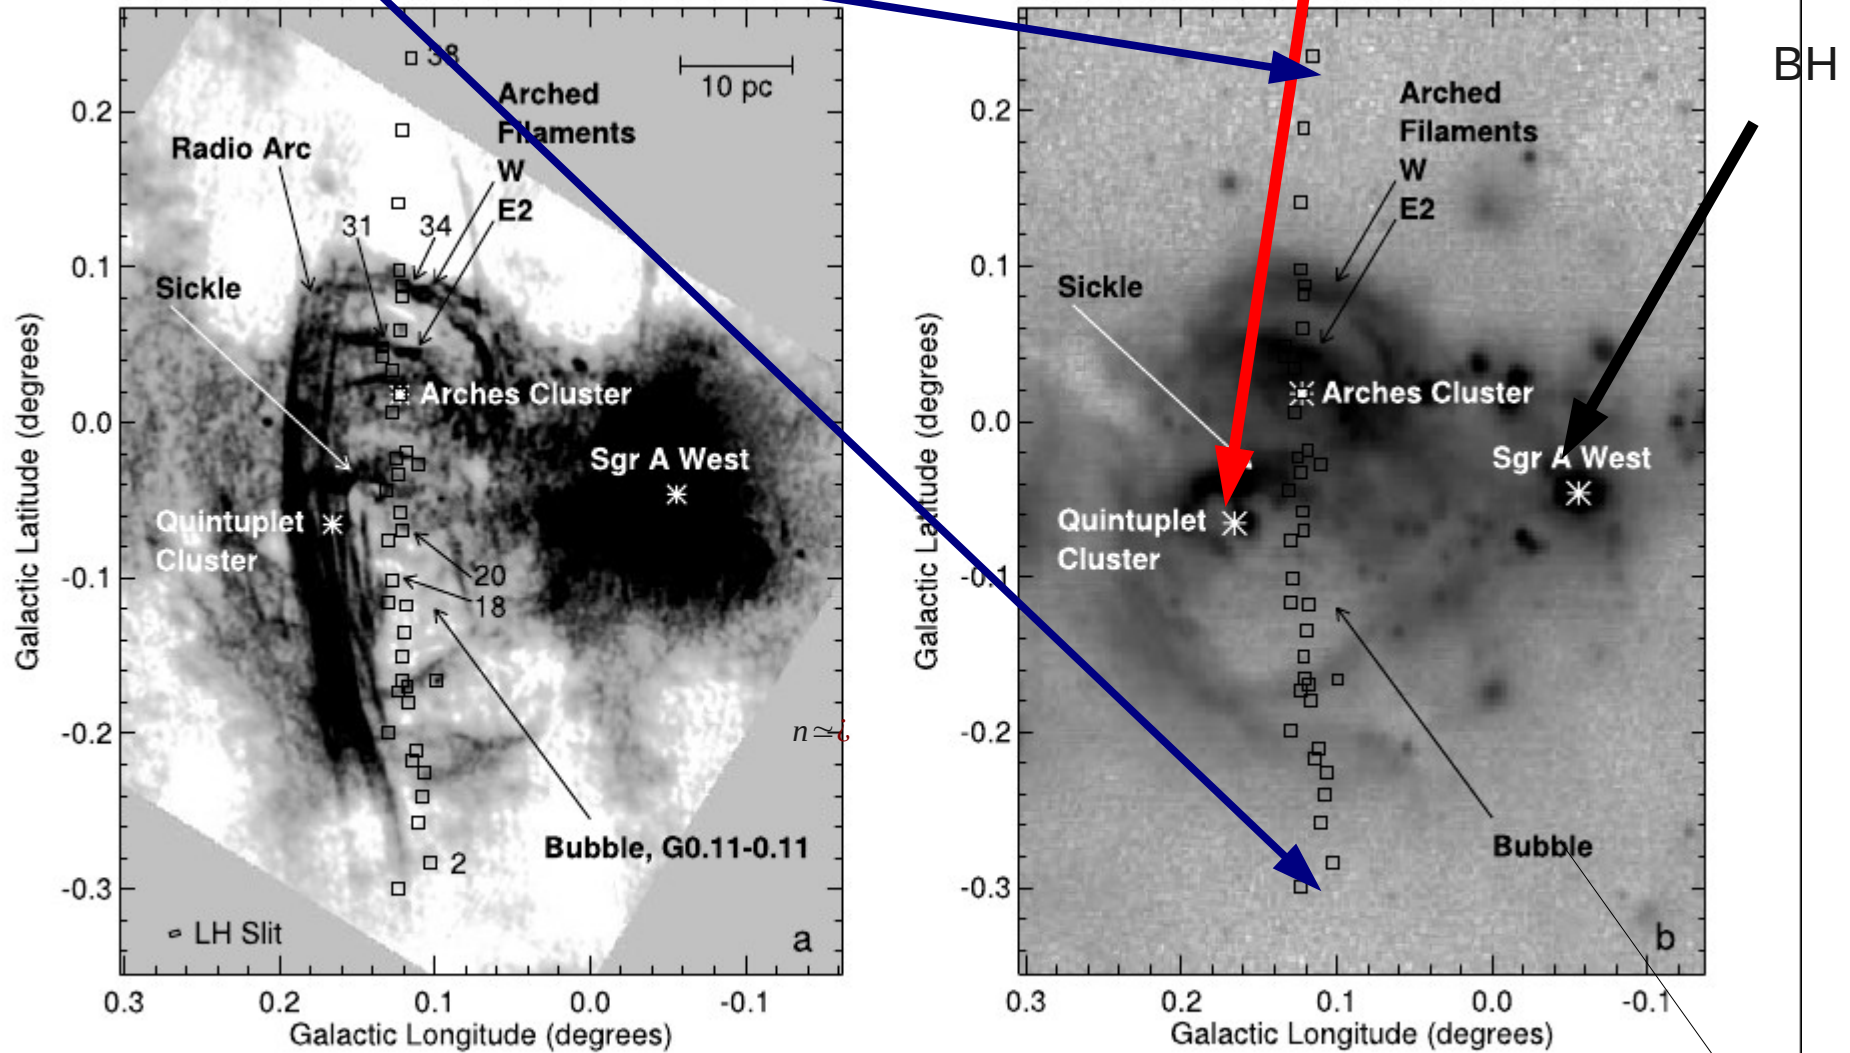 38
10 pc
Arched
Filaments
W
E2
Radio Arc
31
34
Sickle
Arches Cluster
Sgr A West
Quintuplet
Cluster
20
18
Bubble, G0.11-0.11
2
LH Slit
a
0.2
0.1
0.0
-0.1
-0.2
-0.3
Galactic Latitude (degrees)
0.3 0.2 0.1 0.0 -0.1
Galactic Longitude (degrees)
n≃¿
BH
Arched
Filaments
W
E2
Sickle
Arches Cluster
Sgr A West
Quintuplet
Cluster
Bubble
b
0.2
0.1
0.0
-0.1
-0.2
-0.3
Galactic Latitude (degrees)
0.3 0.2 0.1 0.0 -0.1
Galactic Longitude (degrees)